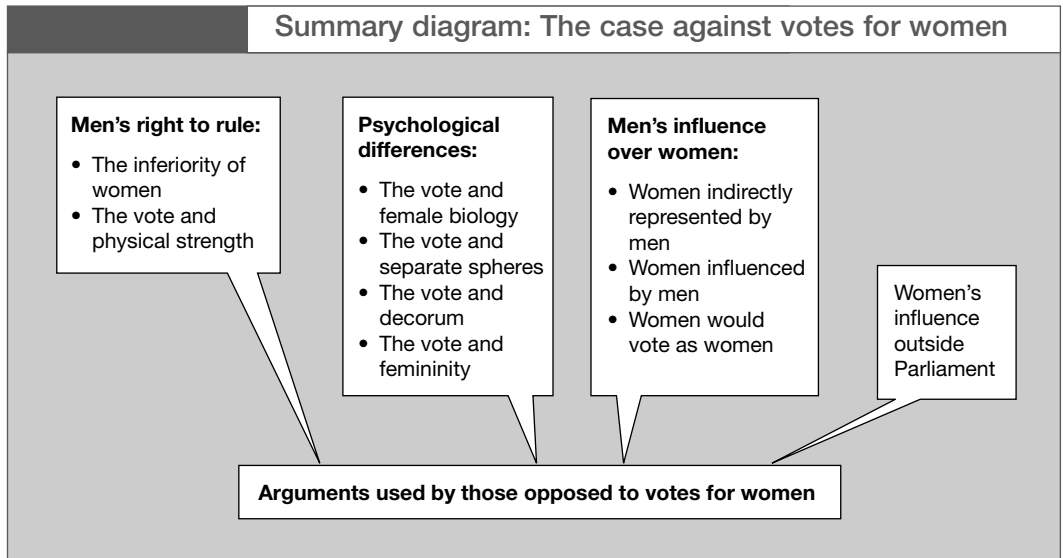 Summary diagram: The case against votes for women
Men’s right to rule:
• The inferiority of
women
• The vote and
physical strength
Psychological
differences:
• The vote and
female biology
• The vote and
separate spheres
• The vote and
decorum
• The vote and
femininity
Men’s influence
over women:
• Women indirectly
represented by
men
• Women influenced
by men
• Women would
vote as women
Women’s
influence
outside
Parliament
Arguments used by those opposed to votes for women